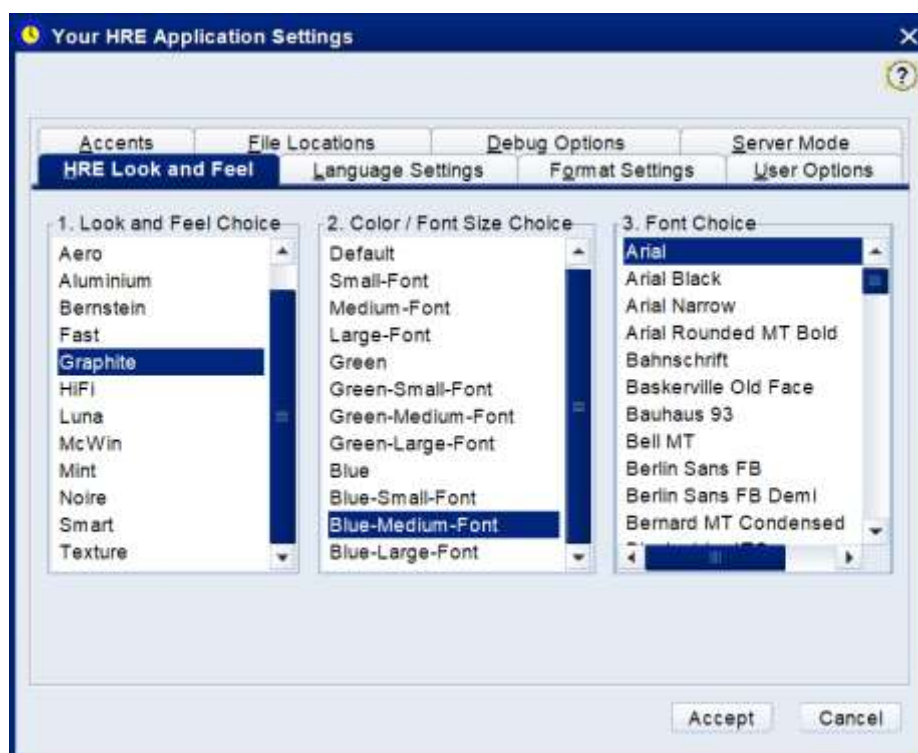 Your HRE Application Settings
?
Accents File Locations Debug Options Server Mode
HRE Look and Feel Language Settings Format Settings User Options
1. Look and Feel Choice
Aero
Aluminium
Bernstein
Fast
Graphite
HiFi
Luna
McWin
Mint
Noire
Smart
Texture
2. Color / Font Size Choice
Default
Small-Font
Medium-Font
Large-Font
Green
Green-Small-Font
Green-Medium-Font
Green-Large-Font
Blue
Blue-Small-Font
Blue-Medium-Font
Blue-Large-Font
3. Font Choice
Arial
Arial Black
Arial Narrow
Arial Rounded MT Bold
Bahnschrift
Baskerville Old Face
Bauhaus 93
Bell MT
Berlin Sans FB
Berlin Sans FB Demi
Bernard MT Condensed
Accept Cancel